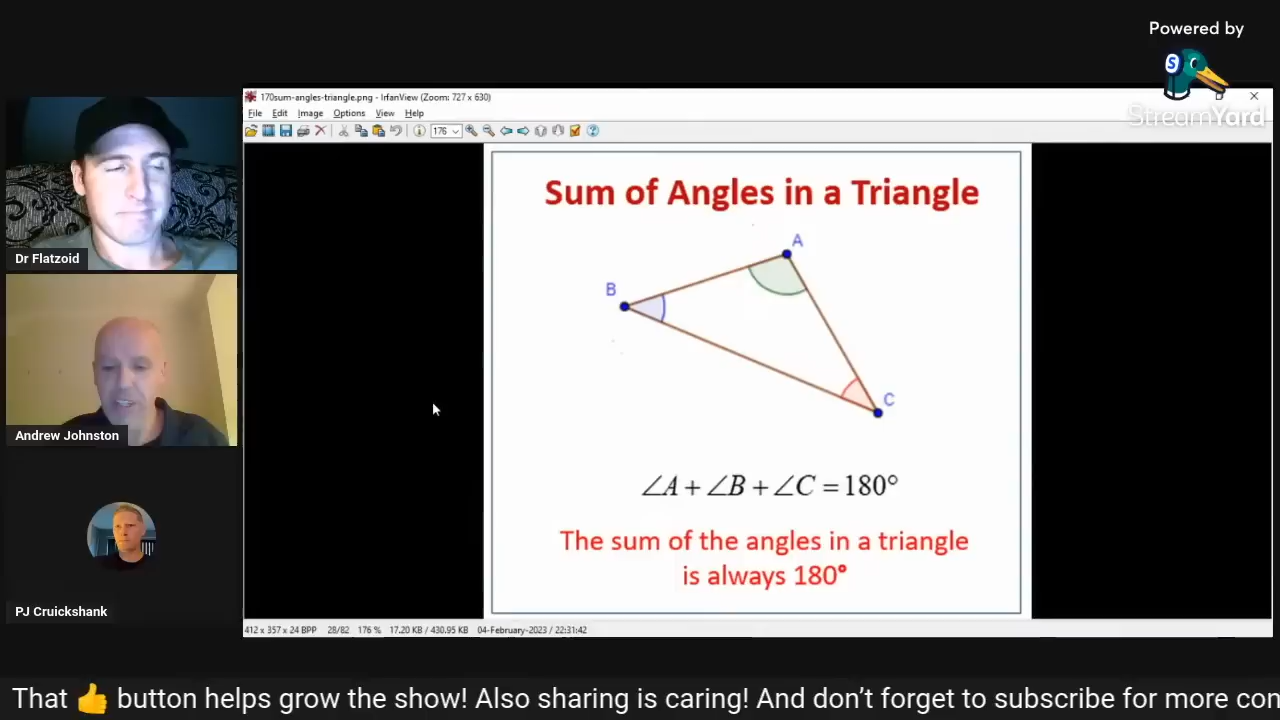 Powered by
StreamYard
170sum-angles-triangle.png - IrfanView (Zoom: 727 x 630)
File Edit Image Options View Help
176
Sum of Angles in a Triangle
A
B
C
∠A + ∠B + ∠C = 180°
The sum of the angles in a triangle
is always 180°
412 x 357 x 24 BPP 28/82 176 % 17.20 KB / 430.95 KB 04-February-2023 / 22:31:42
Dr Flatzoid
Andrew Johnston
PJ Cruickshank
That 👍 button helps grow the show! Also sharing is caring! And don’t forget to subscribe for more con